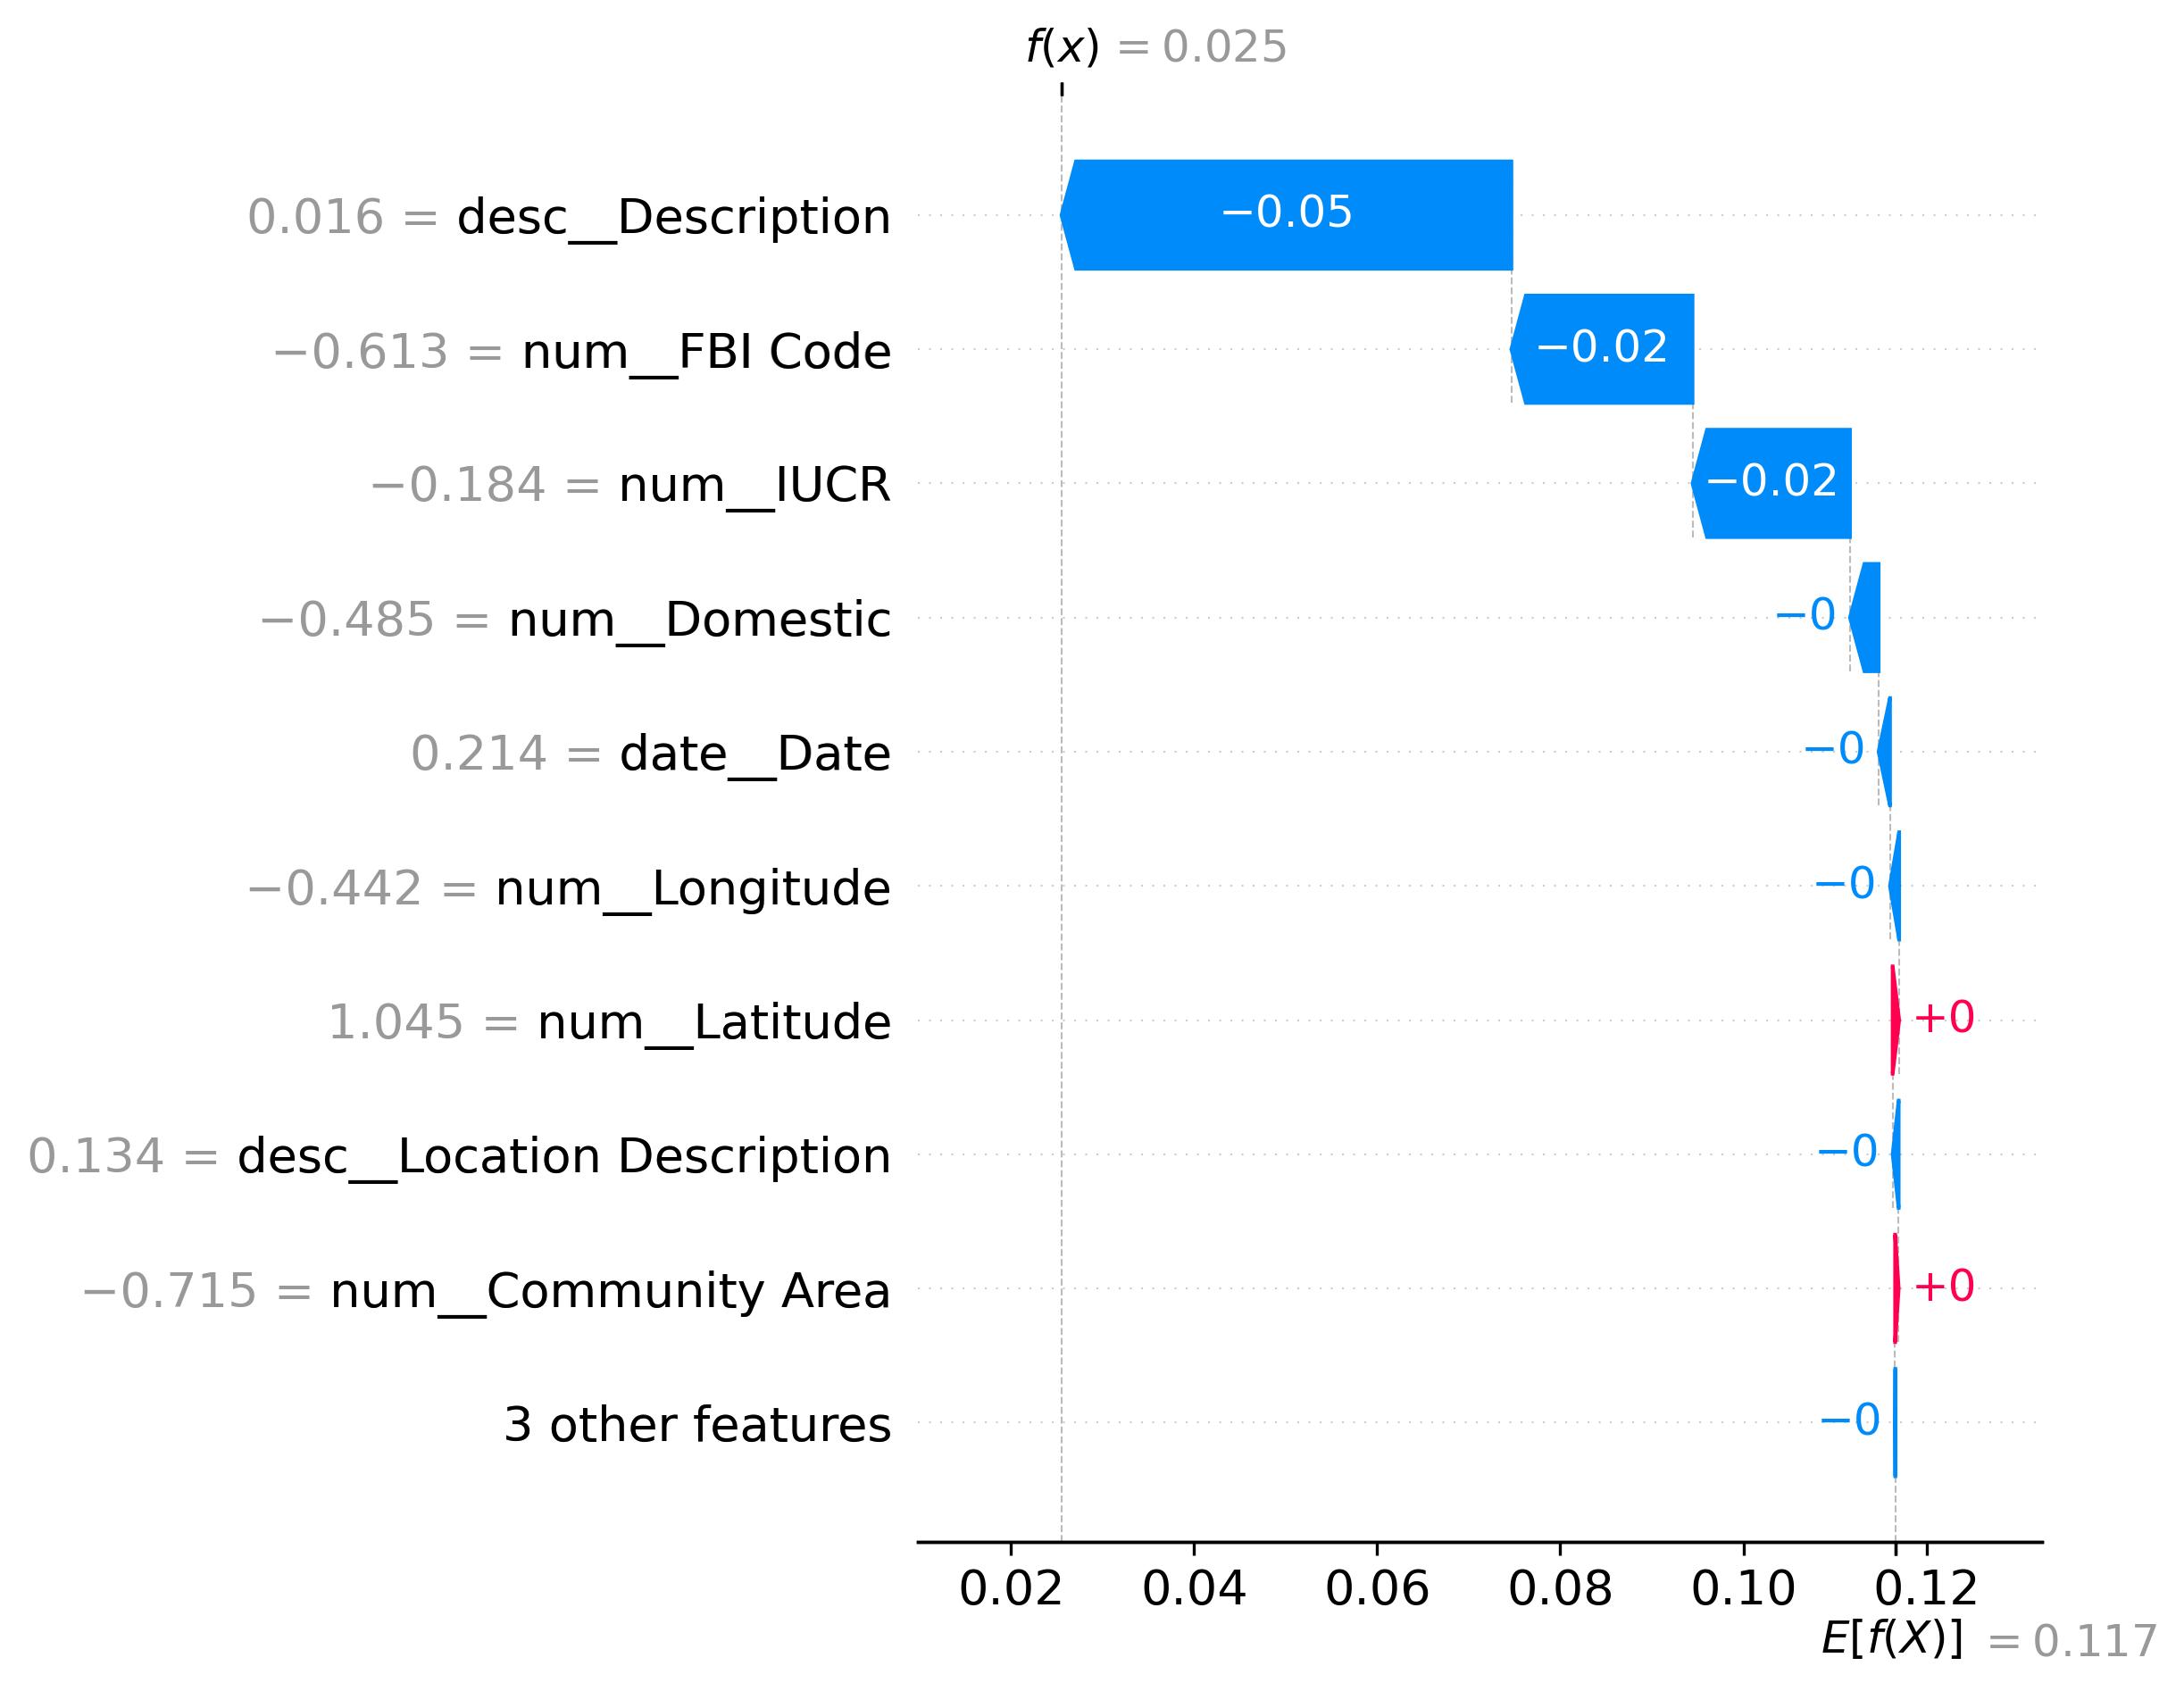 f(x) = 0.025
0.016 = desc__Description −0.05
−0.613 = num__FBI Code −0.02
−0.184 = num__IUCR −0.02
−0.485 = num__Domestic −0
0.214 = date__Date −0
−0.442 = num__Longitude −0
1.045 = num__Latitude +0
0.134 = desc__Location Description −0
−0.715 = num__Community Area +0
3 other features −0
0.02 0.04 0.06 0.08 0.10 0.12
E[f(X)] = 0.117